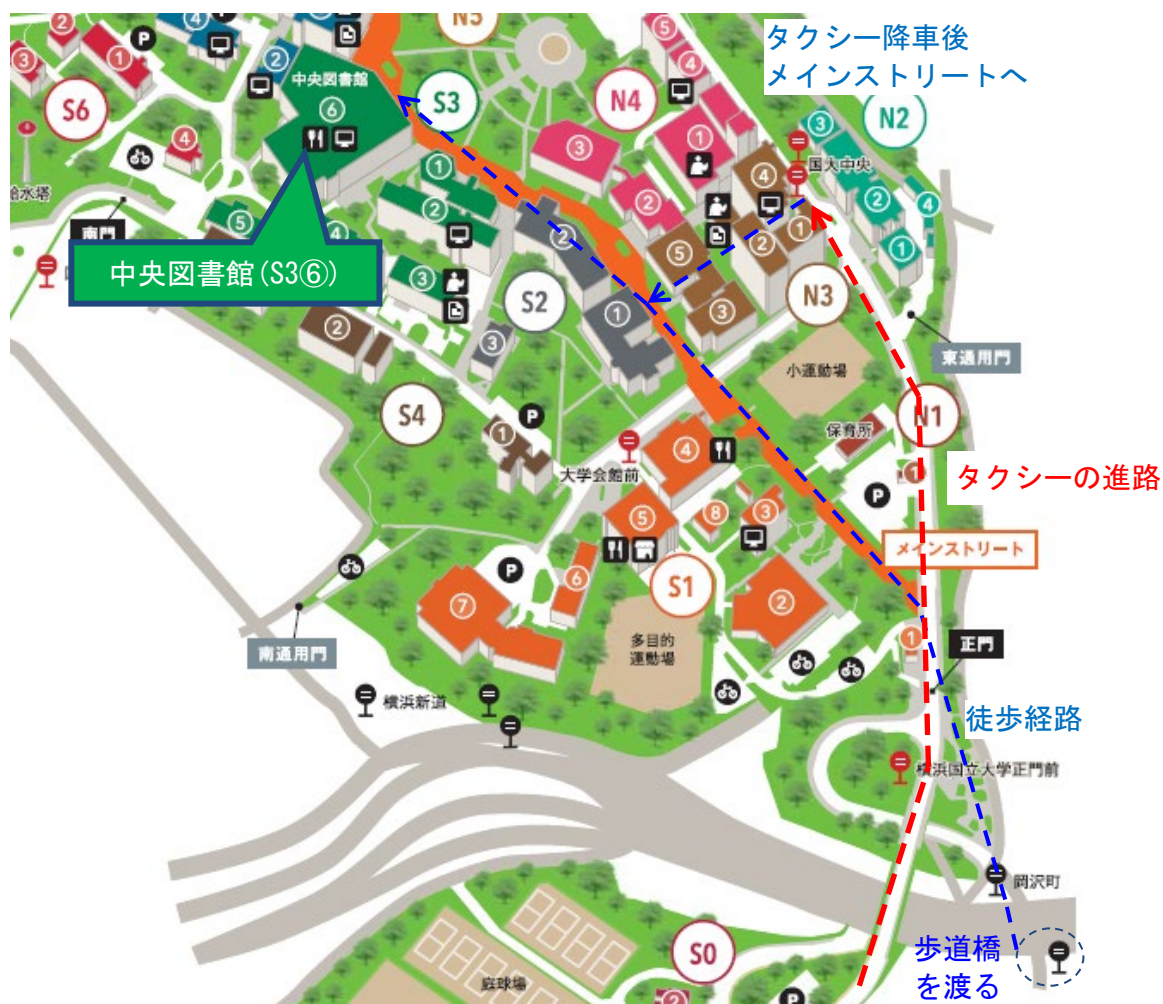 タクシー降車後
メインストリートへ
N5
中央図書館
⑥
S3
S6
N4
N2
国大中央
給水塔
南門
中央図書館(S3⑥)
S2
N3
小運動場
東通用門
S4
N1
保育所
大学会館前
タクシーの進路
メインストリート
S1
多目的
運動場
正門
南通用門
横浜新道
徒歩経路
横浜国立大学正門前
岡沢町
歩道橋
を渡る
S0
庭球場